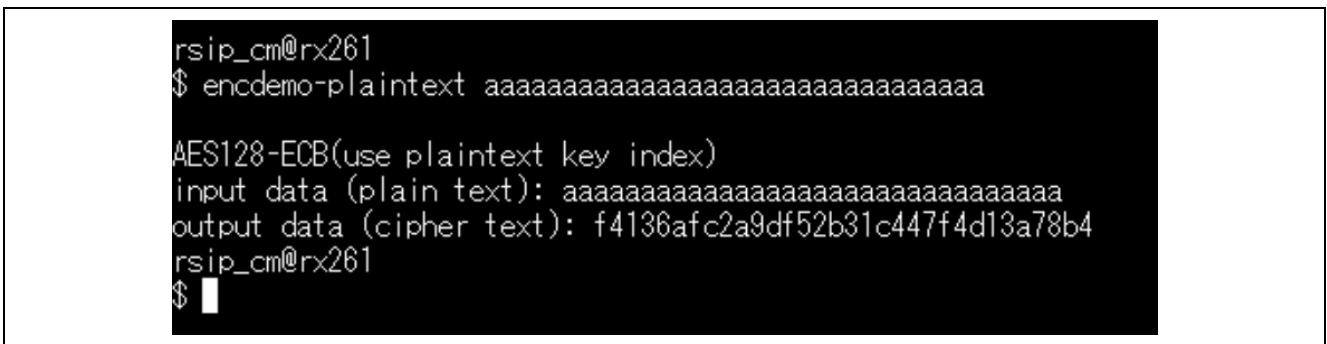 rsip_cm@rx261
$ encdemo-plaintext aaaaaaaaaaaaaaaaaaaaaaaaaaaaaaaa

AES128-ECB(use plaintext key index)
input data (plain text): aaaaaaaaaaaaaaaaaaaaaaaaaaaaaaaa
output data (cipher text): f4136afc2a9df52b31c447f4d13a78b4
rsip_cm@rx261
$